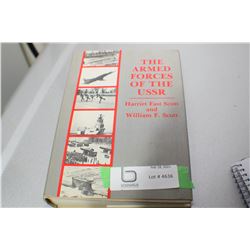 THE
ARMED
FORCES
OF THE
USSR
Harriet Fast Scott
and
William F. Scott
Lot # 4636